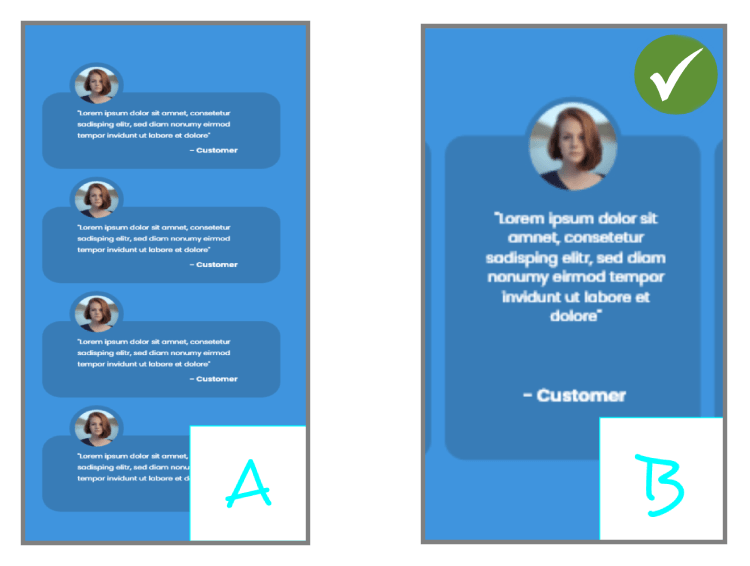 "Lorem ipsum dolor sit amnet, consetetur
sadisping elitr, sed diam nonumy eirmod
tempor invidunt ut labore et dolore"
- Customer
"Lorem ipsum dolor sit amnet, consetetur
sadisping elitr, sed diam nonumy eirmod
tempor invidunt ut labore et dolore"
- Customer
"Lorem ipsum dolor sit amnet, consetetur
sadisping elitr, sed diam nonumy eirmod
tempor invidunt ut labore et dolore"
- Customer
"Lorem ipsum dolor sit amnet,
sadisping elitr, sed diam
tempor invidunt ut labore et
A
"Lorem ipsum dolor sit
amnet, consetetur
sadisping elitr, sed diam
nonumy eirmod tempor
invidunt ut labore et
dolore"
- Customer
B